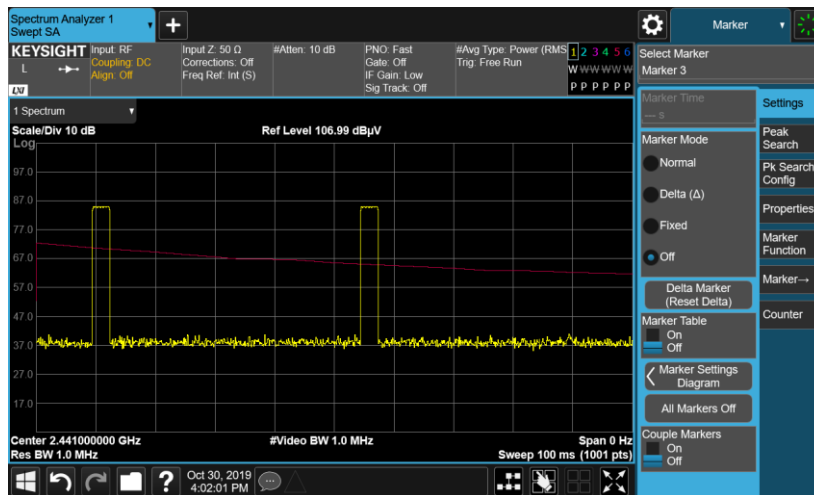 Spectrum Analyzer 1
Swept SA
+
Marker
KEYSIGHT
L
LXI
Input: RF
Coupling: DC
Align: Off
Input Z: 50 Ω
Corrections: Off
Freq Ref: Int (S)
#Atten: 10 dB
PNO: Fast
Gate: Off
IF Gain: Low
Sig Track: Off
#Avg Type: Power (RMS
Trig: Free Run
1 2 3 4 5 6
W W W W W W
P P P P P P
Select Marker
Marker 3
1 Spectrum
Scale/Div 10 dB
Ref Level 106.99 dBµV
Log
97.0
87.0
77.0
67.0
57.0
47.0
37.0
27.0
17.0
Center 2.441000000 GHz
#Video BW 1.0 MHz
Span 0 Hz
Res BW 1.0 MHz
Sweep 100 ms (1001 pts)
Marker Time
--- s
Marker Mode
Normal
Delta (Δ)
Fixed
Off
Delta Marker
(Reset Delta)
Marker Table
On
Off
Marker Settings
Diagram
All Markers Off
Couple Markers
On
Off
Settings
Peak
Search
Pk Search
Config
Properties
Marker
Function
Marker→
Counter
?
Oct 30, 2019
4:02:01 PM